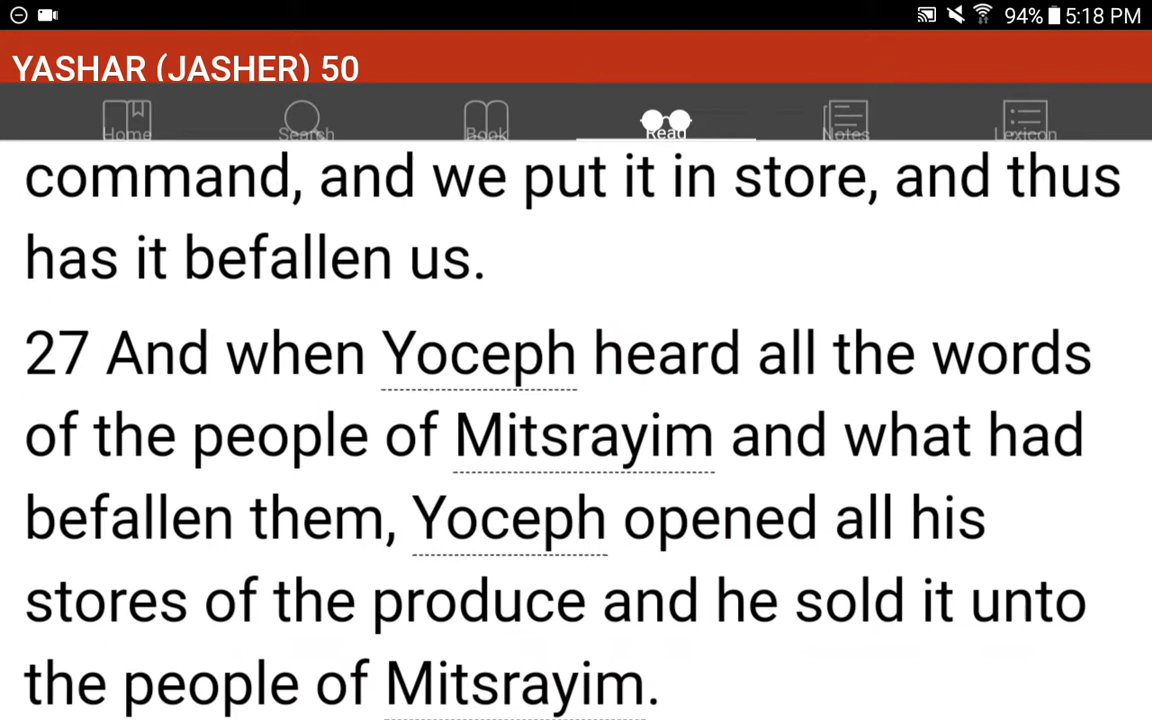 94% 5:18 PM
YASHAR (JASHER) 50
Home Search Book Read Notes Lexicon
command, and we put it in store, and thus
has it befallen us.
27 And when Yoceph heard all the words
of the people of Mitsrayim and what had
befallen them, Yoceph opened all his
stores of the produce and he sold it unto
the people of Mitsrayim.